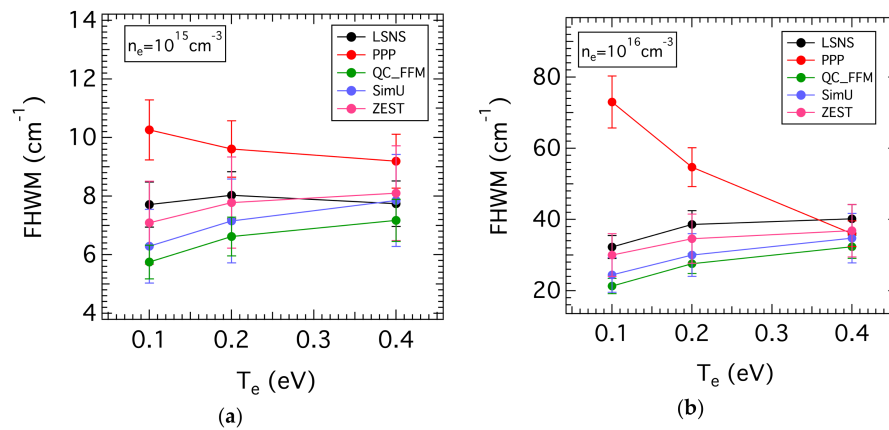 14
12
10
8
6
4
FHWM (cm⁻¹)
nₑ=10¹⁵cm⁻³
LSNS
PPP
QC_FFM
SimU
ZEST
0.1
0.2
0.3
0.4
Tₑ (eV)
(a)
80
60
40
20
FHWM (cm⁻¹)
nₑ=10¹⁶cm⁻³
LSNS
PPP
QC_FFM
SimU
ZEST
0.1
0.2
0.3
0.4
Tₑ (eV)
(b)